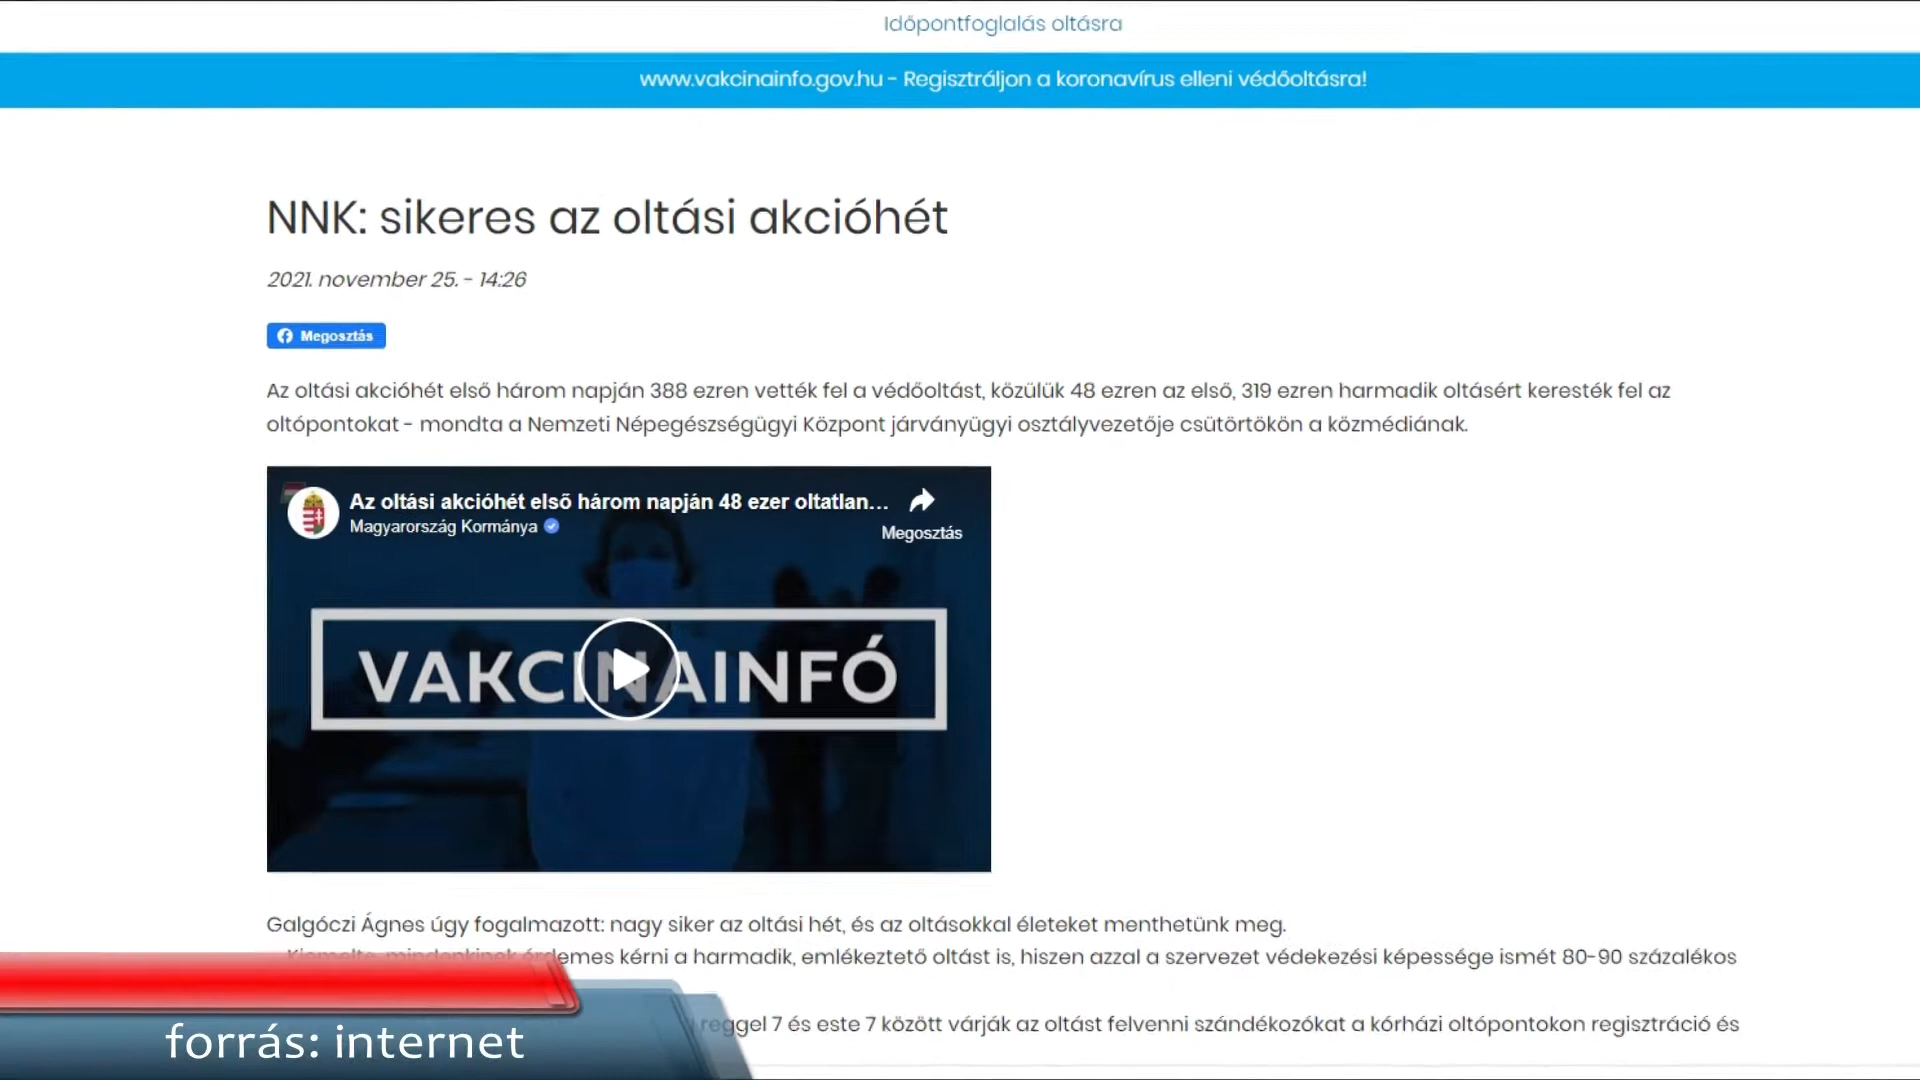 Időpontfoglalás oltásra
www.vakcinainfo.gov.hu - Regisztráljon a koronavírus elleni védőoltásra!
NNK: sikeres az oltási akcióhét
2021. november 25. - 14:26
Megosztás
Az oltási akcióhét első három napján 388 ezren vették fel a védőoltást, közülük 48 ezren az első, 319 ezren harmadik oltásért keresték fel az
oltópontokat - mondta a Nemzeti Népegészségügyi Központ járványügyi osztályvezetője csütörtökön a közmédiának.
Az oltási akcióhét első három napján 48 ezer oltatlan...
Magyarország Kormánya
Megosztás
VAKCINAINFÓ
Galgóczi Ágnes úgy fogalmazott: nagy siker az oltási hét, és az oltásokkal életeket menthetünk meg.
Kiemelte, mindenkinek érdemes kérni a harmadik, emlékeztető oltást is, hiszen azzal a szervezet védekezési képessége ismét 80-90 százalékos
reggel 7 és este 7 között várják az oltást felvenni szándékozókat a kórházi oltópontokon regisztráció és
forrás: internet